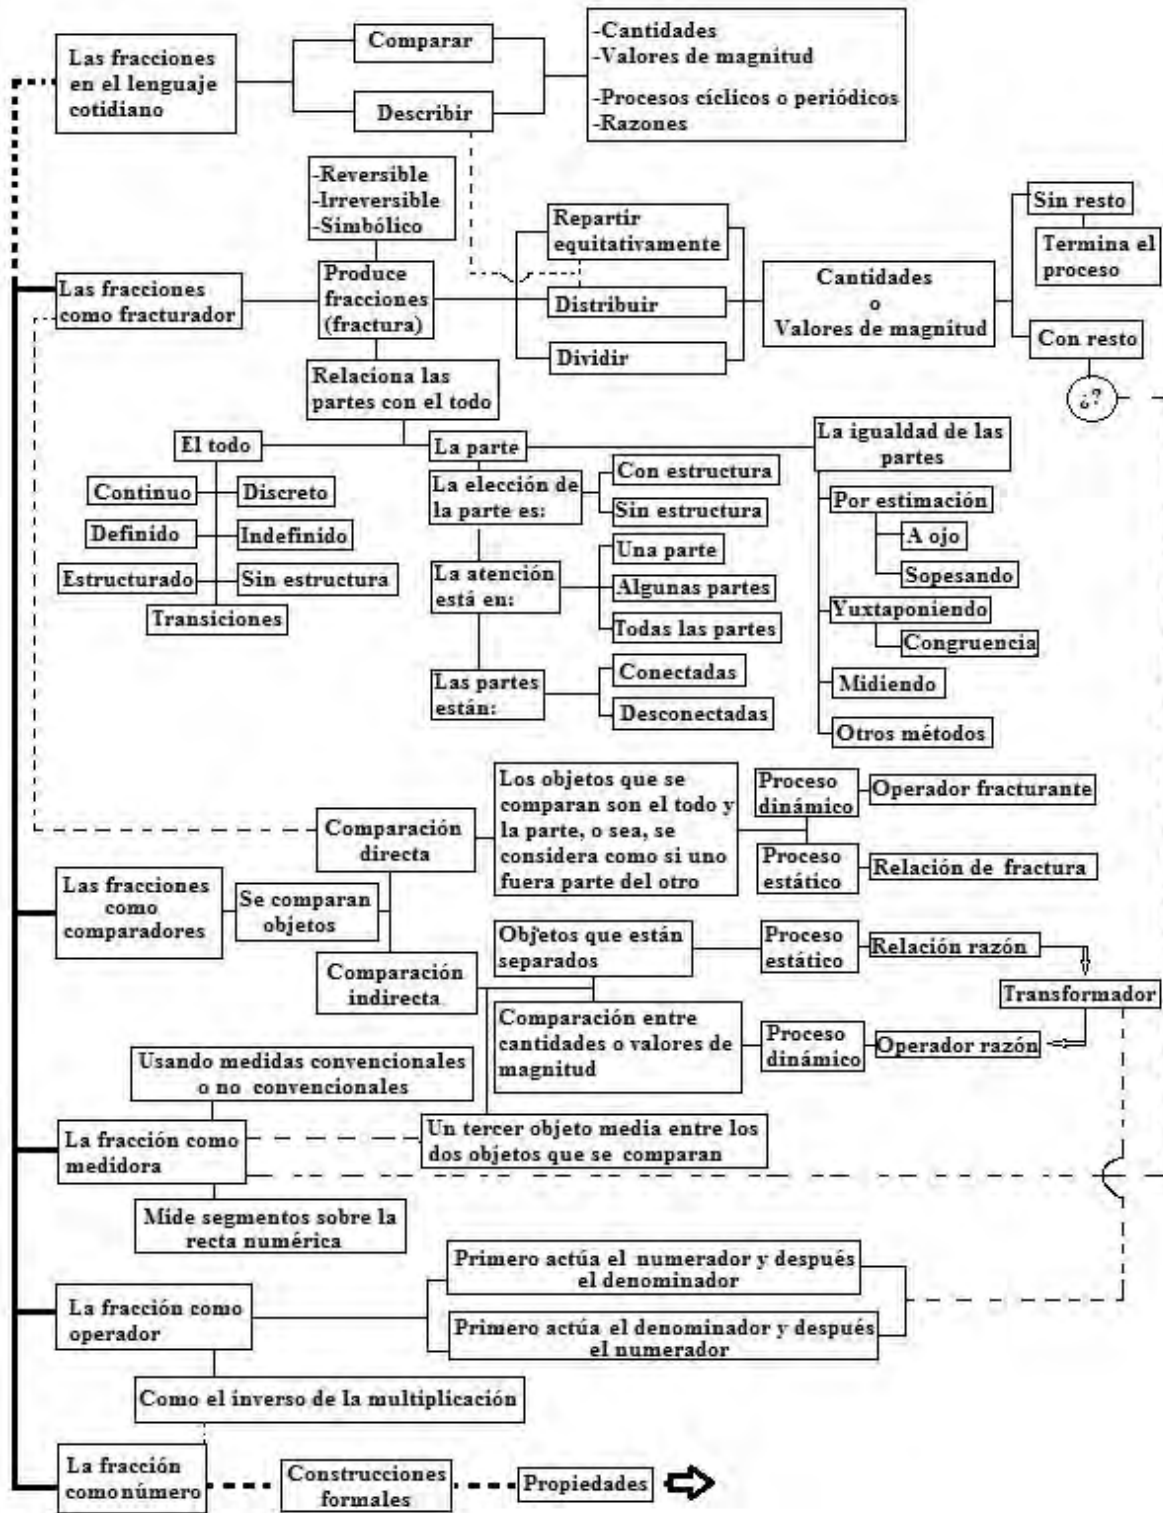 Las fracciones
en el lenguaje
cotidiano
Comparar
Describir
-Cantidades
-Valores de magnitud
-Procesos cíclicos o periódicos
-Razones
-Reversible
-Irreversible
-Símbólico
Las fracciones
como fracturador
Produce
fracciones
(fractura)
Repartir
equitativamente
Distribuir
Dividir
Cantidades
o
Valores de magnitud
Sin resto
Termina el
proceso
Con resto
¿?
Relaciona las
partes con el todo
El todo
Continuo
Discreto
Definido
Indefinido
Estructurado
Sin estructura
Transiciones
La parte
La elección de
la parte es:
Con estructura
Sin estructura
La atención
está en:
Una parte
Algunas partes
Todas las partes
Las partes
están:
Conectadas
Desconectadas
La igualdad de las
partes
Por estimación
A ojo
Sopesando
Yuxtaponiendo
Congruencia
Midiendo
Otros métodos
Las fracciones
como
comparadores
Se comparan
objetos
Comparación
directa
Los objetos que se
comparan son el todo y
la parte, o sea, se
considera como si uno
fuera parte del otro
Proceso
dinámico
Operador fracturante
Proceso
estático
Relación de fractura
Comparación
indirecta
Objetos que están
separados
Proceso
estático
Relación razón
Transformador
Comparación entre
cantidades o valores de
magnitud
Proceso
dinámico
Operador razón
Un tercer objeto media entre los
dos objetos que se comparan
Usando medidas convencionales
o no convencionales
La fracción como
medidora
Mide segmentos sobre la
recta numérica
La fracción como
operador
Primero actúa el numerador y después
el denominador
Primero actúa el denominador y después
el numerador
Como el inverso de la multiplicación
La fracción
como número
Construcciones
formales
Propiedades